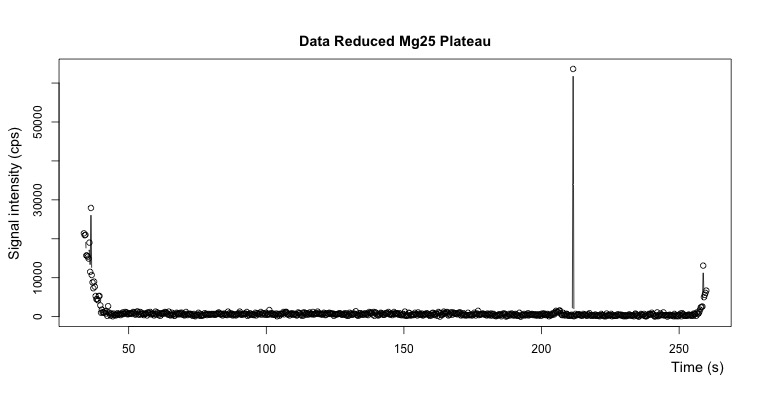 Data Reduced Mg25 Plateau
Signal intensity (cps)
50000
30000
10000
0
50 100 150 200 250
Time (s)